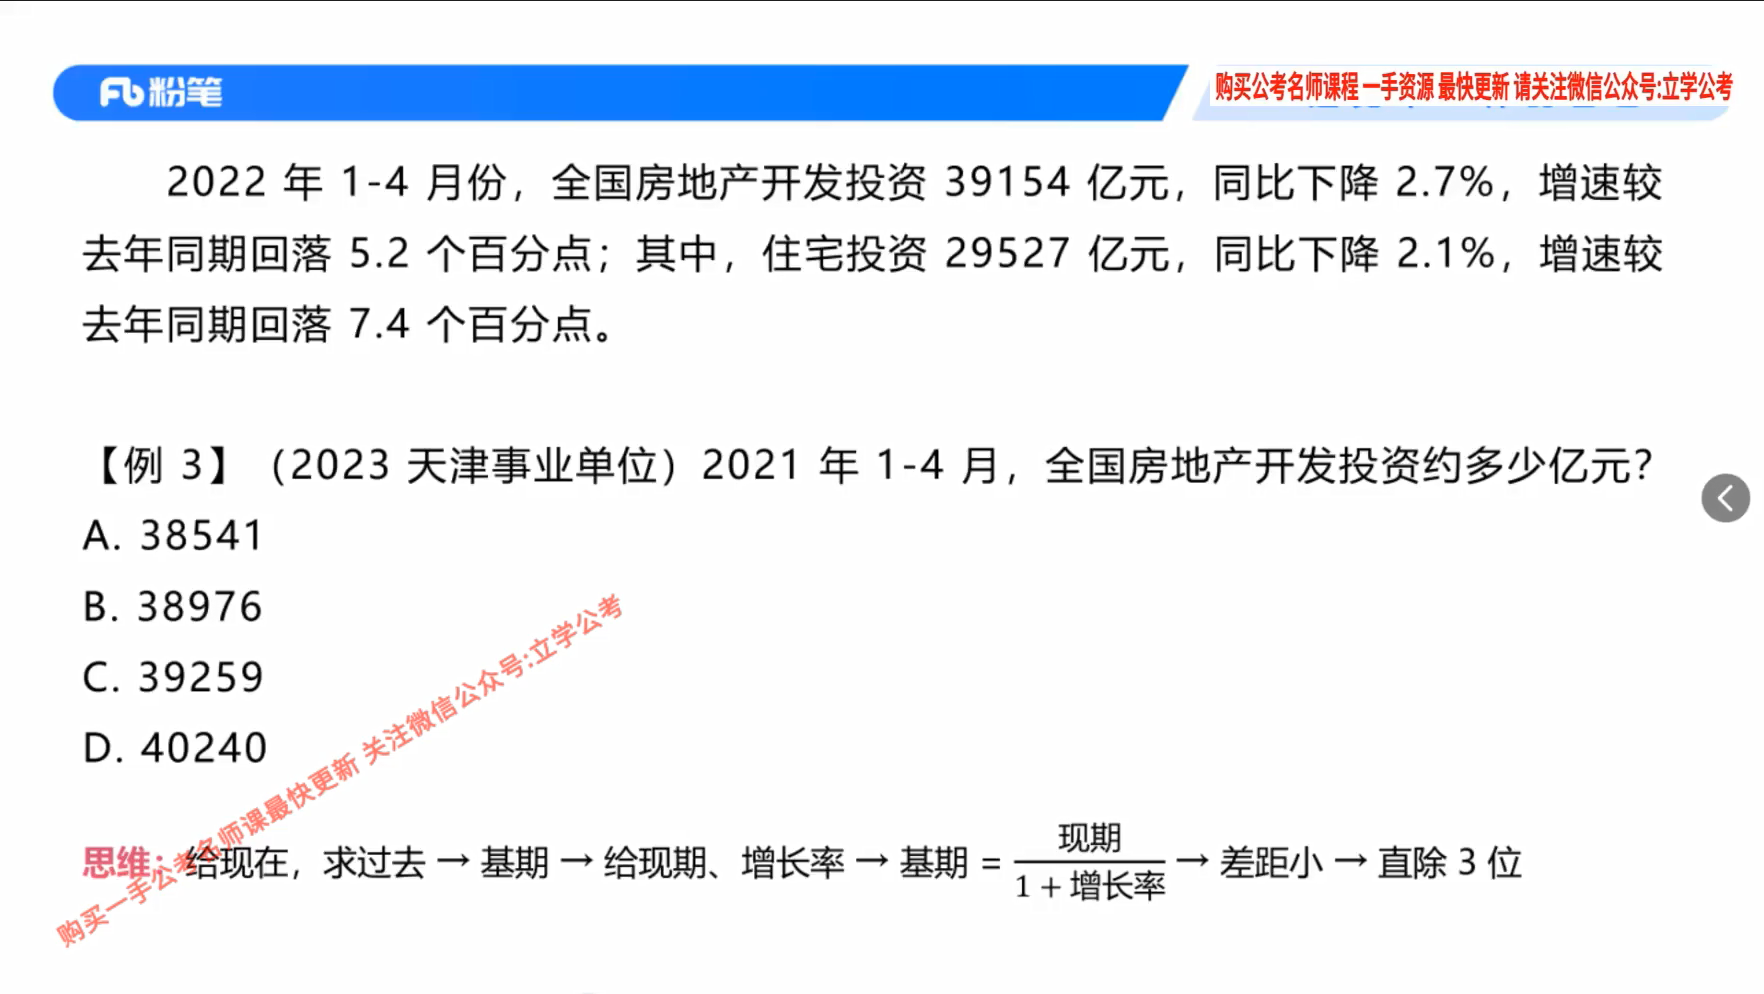 粉笔
购买公考名师课程 一手资源 最快更新 请关注微信公众号:立学公考
2022 年 1-4 月份，全国房地产开发投资 39154 亿元，同比下降 2.7%，增速较
去年同期回落 5.2 个百分点；其中，住宅投资 29527 亿元，同比下降 2.1%，增速较
去年同期回落 7.4 个百分点。
【例 3】（2023 天津事业单位）2021 年 1-4 月，全国房地产开发投资约多少亿元？
A. 38541
B. 38976
C. 39259
D. 40240
购买一手公考名师课最快更新 关注微信公众号:立学公考
思维：给现在，求过去 → 基期 → 给现期、增长率 → 基期 = 现期 / 1 + 增长率 → 差距小 → 直除 3 位